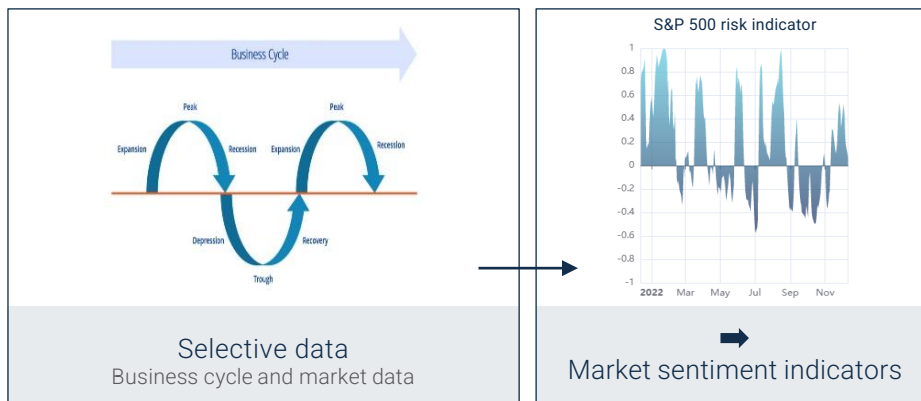 Business Cycle
Peak
Peak
Expansion
Recession
Expansion
Recession
Depression
Recovery
Trough
Selective data
Business cycle and market data
S&P 500 risk indicator
1
0.8
0.6
0.4
0.2
0
-0.2
-0.4
-0.6
-0.8
-1
2022 Mar May Jul Sep Nov
Market sentiment indicators